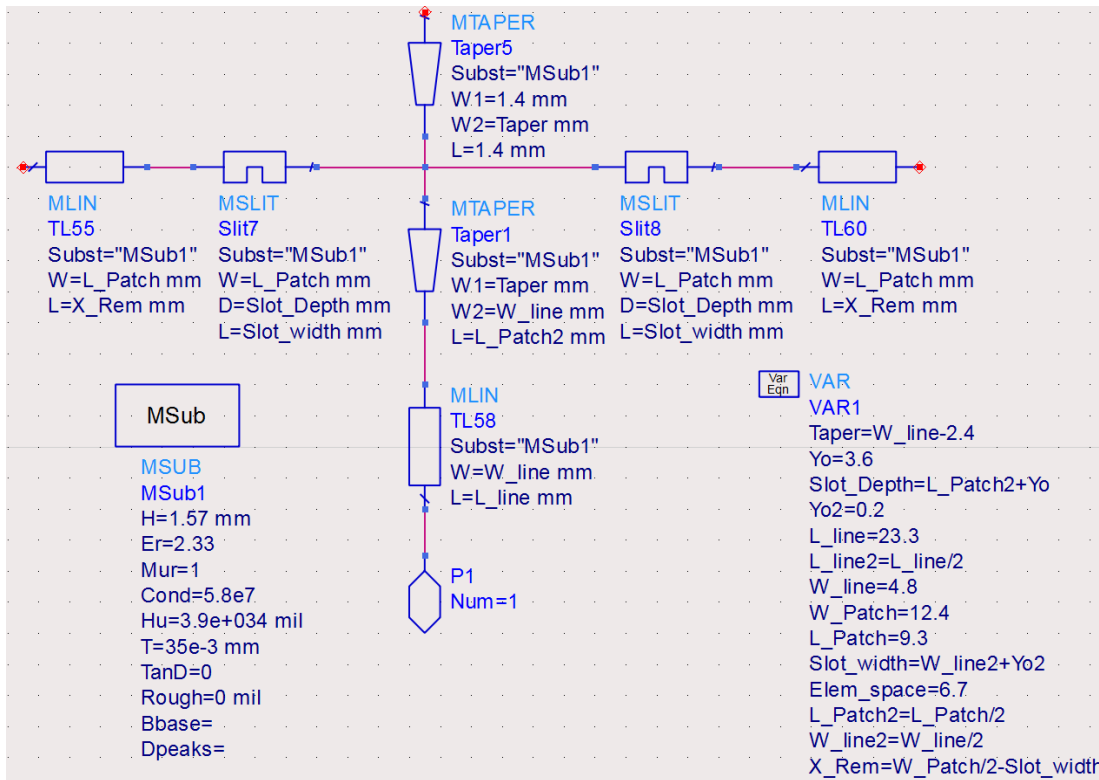 MTAPER
Taper5
Subst="MSub1"
W1=1.4 mm
W2=Taper mm
L=1.4 mm
MLIN
TL55
Subst="MSub1"
W=L_Patch mm
L=X_Rem mm
MSLIT
Slit7
Subst="MSub1"
W=L_Patch mm
D=Slot_Depth mm
L=Slot_width mm
MTAPER
Taper1
Subst="MSub1"
W1=Taper mm
W2=W_line mm
L=L_Patch2 mm
MSLIT
Slit8
Subst="MSub1"
W=L_Patch mm
D=Slot_Depth mm
L=Slot_width mm
MLIN
TL60
Subst="MSub1"
W=L_Patch mm
L=X_Rem mm
MSub
MSUB
MSub1
H=1.57 mm
Er=2.33
Mur=1
Cond=5.8e7
Hu=3.9e+034 mil
T=35e-3 mm
TanD=0
Rough=0 mil
Bbase=
Dpeaks=
MLIN
TL58
Subst="MSub1"
W=W_line mm
L=L_line mm
P1
Num=1
Var
Eqn
VAR
VAR1
Taper=W_line-2.4
Yo=3.6
Slot_Depth=L_Patch2+Yo
Yo2=0.2
L_line=23.3
L_line2=L_line/2
W_line=4.8
W_Patch=12.4
L_Patch=9.3
Slot_width=W_line2+Yo2
Elem_space=6.7
L_Patch2=L_Patch/2
W_line2=W_line/2
X_Rem=W_Patch/2-Slot_width